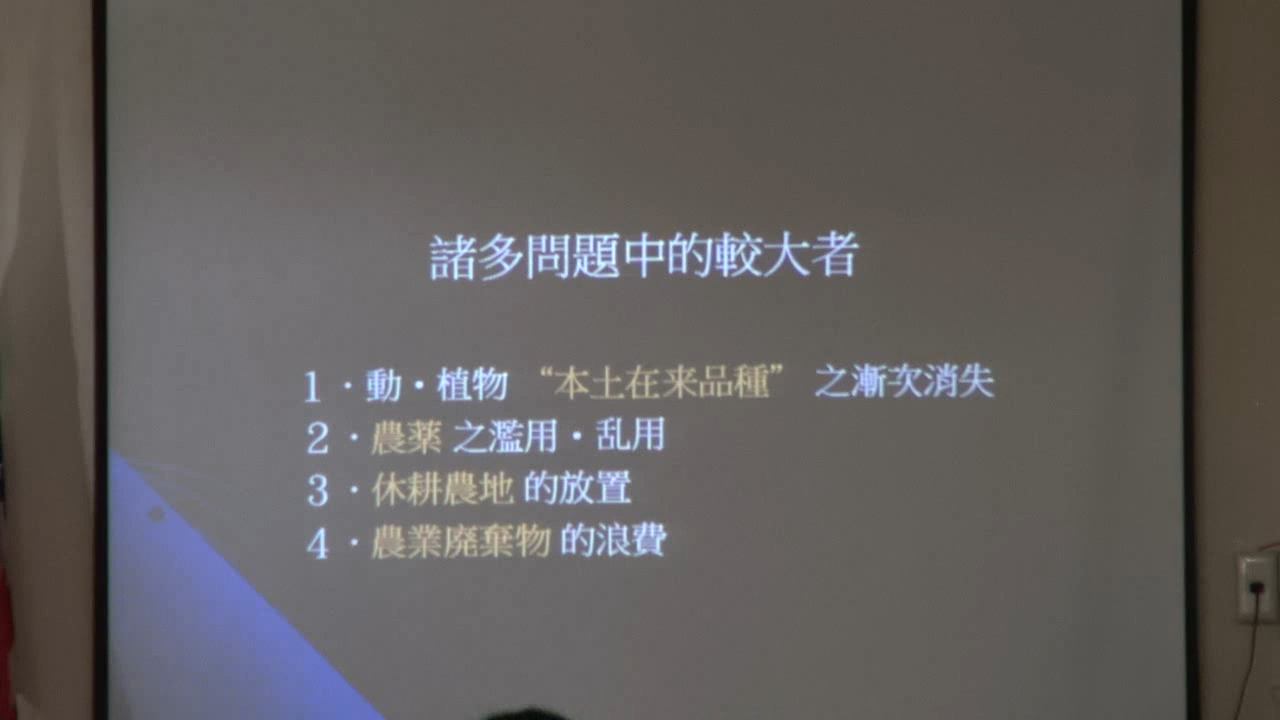 諸多問題中的較大者
1・動・植物 “本土在来品種” 之漸次消失
2・農薬 之濫用・乱用
3・休耕農地 的放置
4・農業廃棄物 的浪費